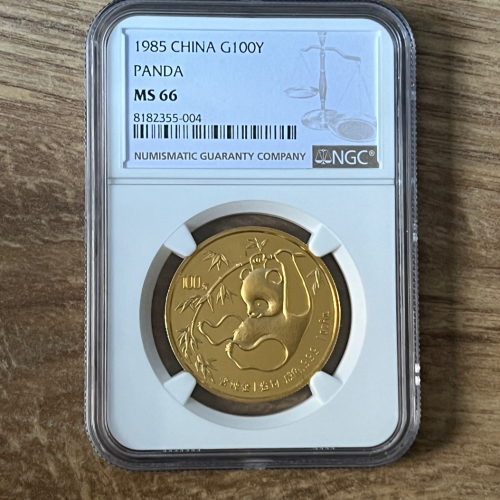 1985 CHINA G100Y
PANDA
MS 66
8182355-004
NUMISMATIC GUARANTY COMPANY
NGC®
100